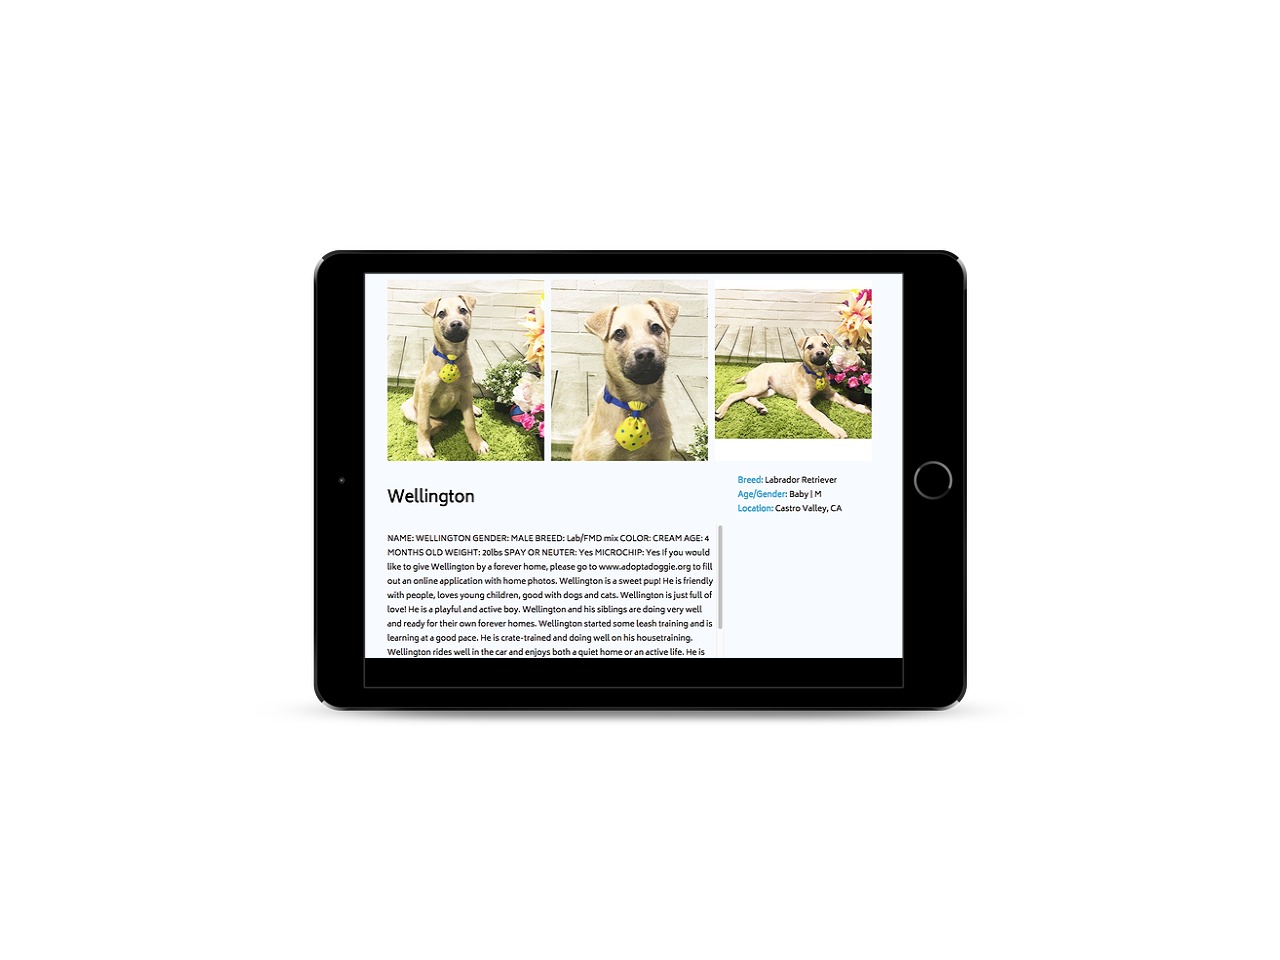 Wellington
Breed: Labrador Retriever
Age/Gender: Baby | M
Location: Castro Valley, CA
NAME: WELLINGTON GENDER: MALE BREED: Lab/FMD mix COLOR: CREAM AGE: 4
MONTHS OLD WEIGHT: 20lbs SPAY OR NEUTER: Yes MICROCHIP: Yes If you would
like to give Wellington by a forever home, please go to www.adoptadoggie.org to fill
out an online application with home photos. Wellington is a sweet pup! He is friendly
with people, loves young children, good with dogs and cats. Wellington is just full of
love! He is a playful and active boy. Wellington and his siblings are doing very well
and ready for their own forever homes. Wellington started some leash training and is
learning at a good pace. He is crate-trained and doing well on his housetraining.
Wellington rides well in the car and enjoys both a quiet home or an active life. He is